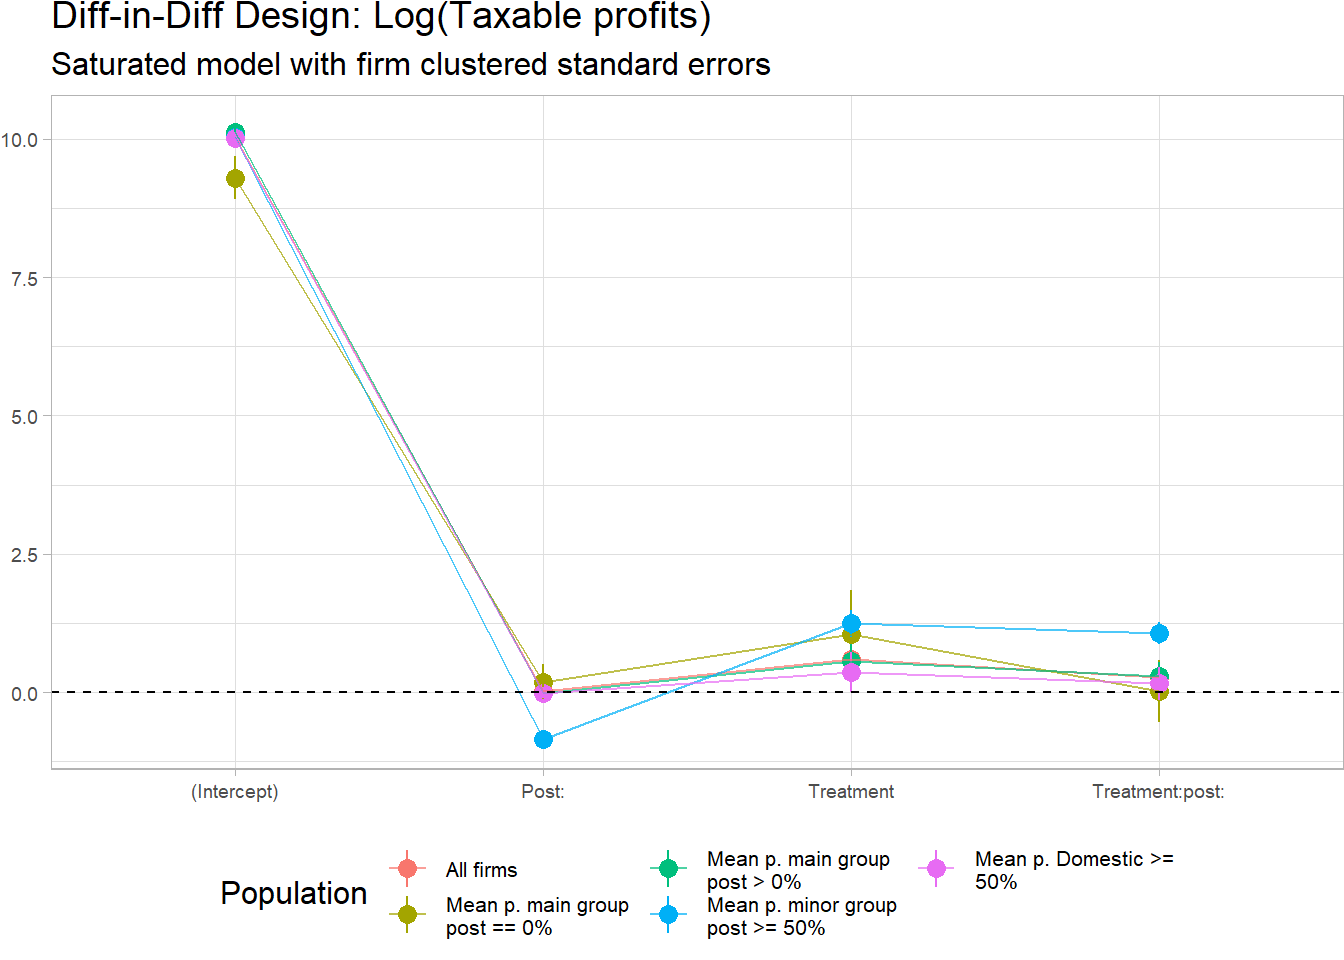 Diff-in-Diff Design: Log(Taxable profits)
Saturated model with firm clustered standard errors
10.0
7.5
5.0
2.5
0.0
(Intercept)
Post:
Treatment
Treatment:post:
Population
All firms
Mean p. main group
post == 0%
Mean p. main group
post > 0%
Mean p. minor group
post >= 50%
Mean p. Domestic >=
50%